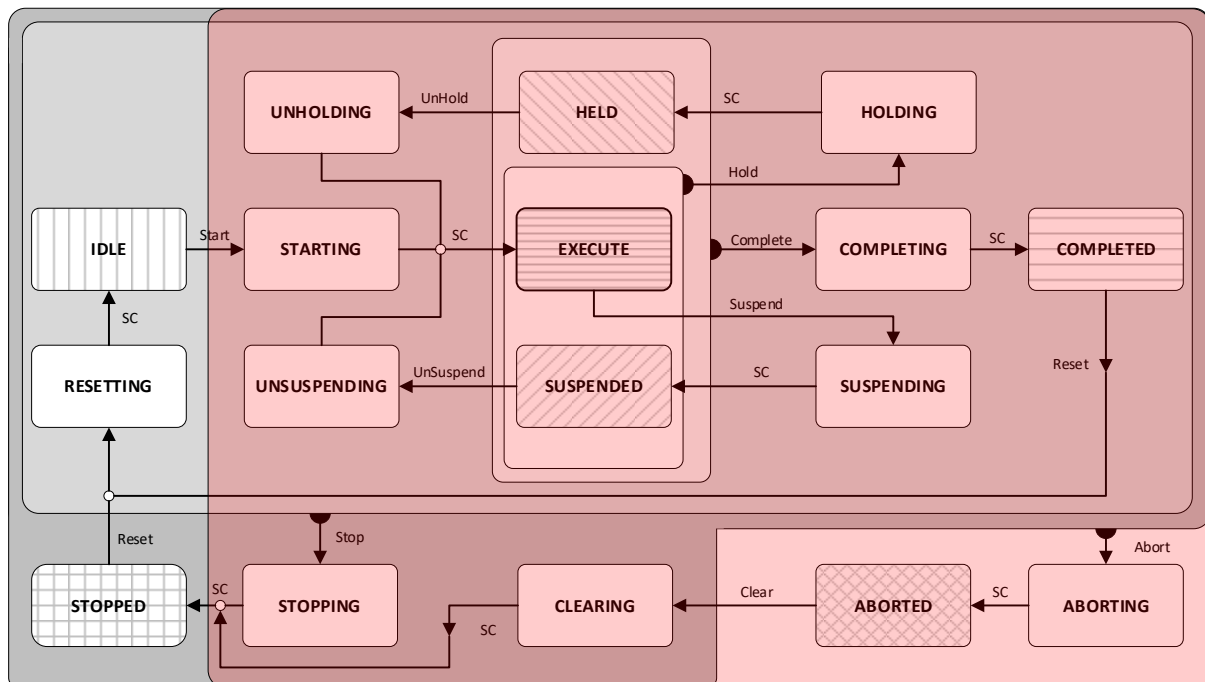 UnHold
SC
UNHOLDING
HELD
HOLDING
Hold
Start
SC
Complete
SC
IDLE
STARTING
EXECUTE
COMPLETING
COMPLETED
SC
Suspend
Reset
UnSuspend
SC
RESETTING
UNSUSPENDING
SUSPENDED
SUSPENDING
Reset
Stop
Abort
SC
Clear
SC
STOPPED
STOPPING
CLEARING
ABORTED
ABORTING
SC